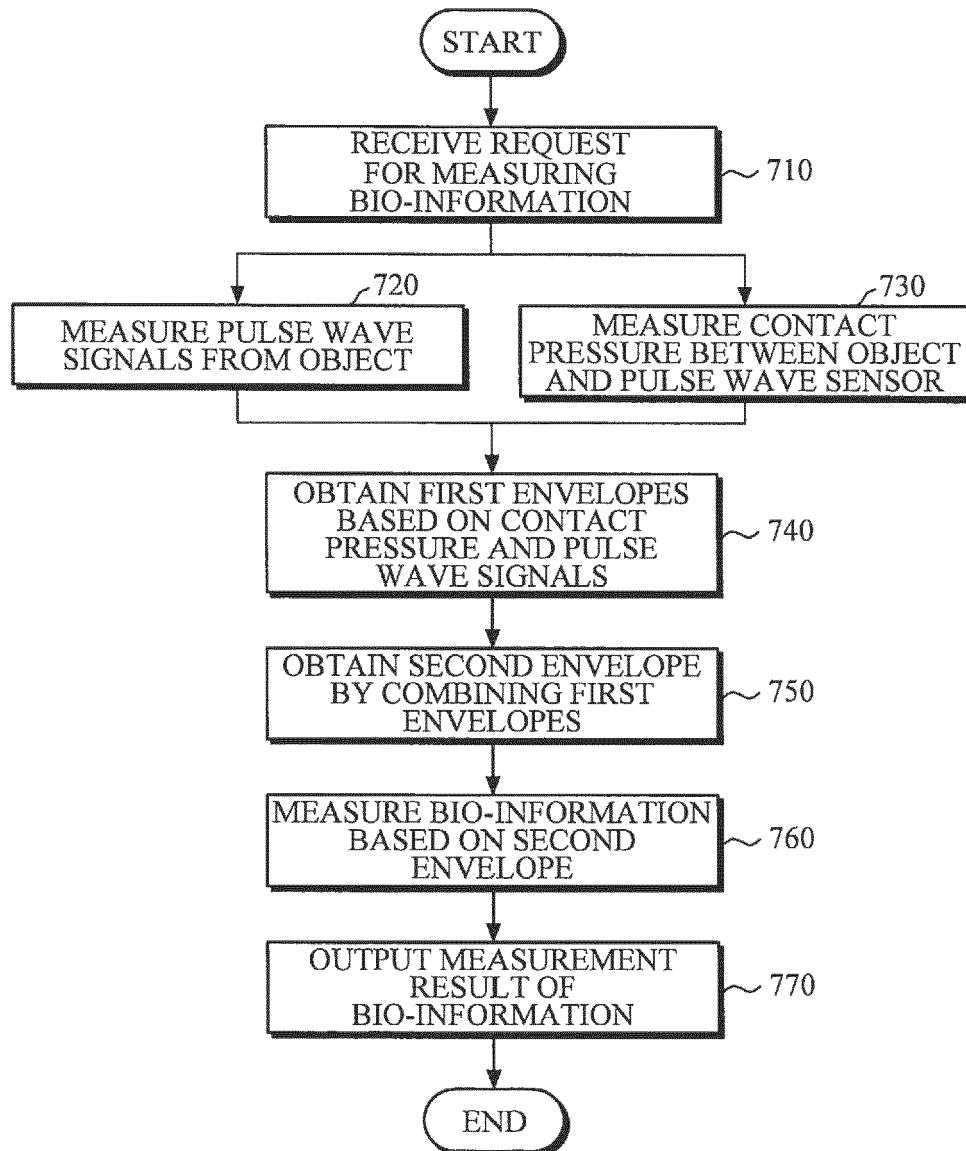 START
RECEIVE REQUEST
FOR MEASURING
BIO-INFORMATION
710
720
MEASURE PULSE WAVE
SIGNALS FROM OBJECT
730
MEASURE CONTACT
PRESSURE BETWEEN OBJECT
AND PULSE WAVE SENSOR
OBTAIN FIRST ENVELOPES
BASED ON CONTACT
PRESSURE AND PULSE
WAVE SIGNALS
740
OBTAIN SECOND ENVELOPE
BY COMBINING FIRST
ENVELOPES
750
MEASURE BIO-INFORMATION
BASED ON SECOND
ENVELOPE
760
OUTPUT MEASUREMENT
RESULT OF
BIO-INFORMATION
770
END